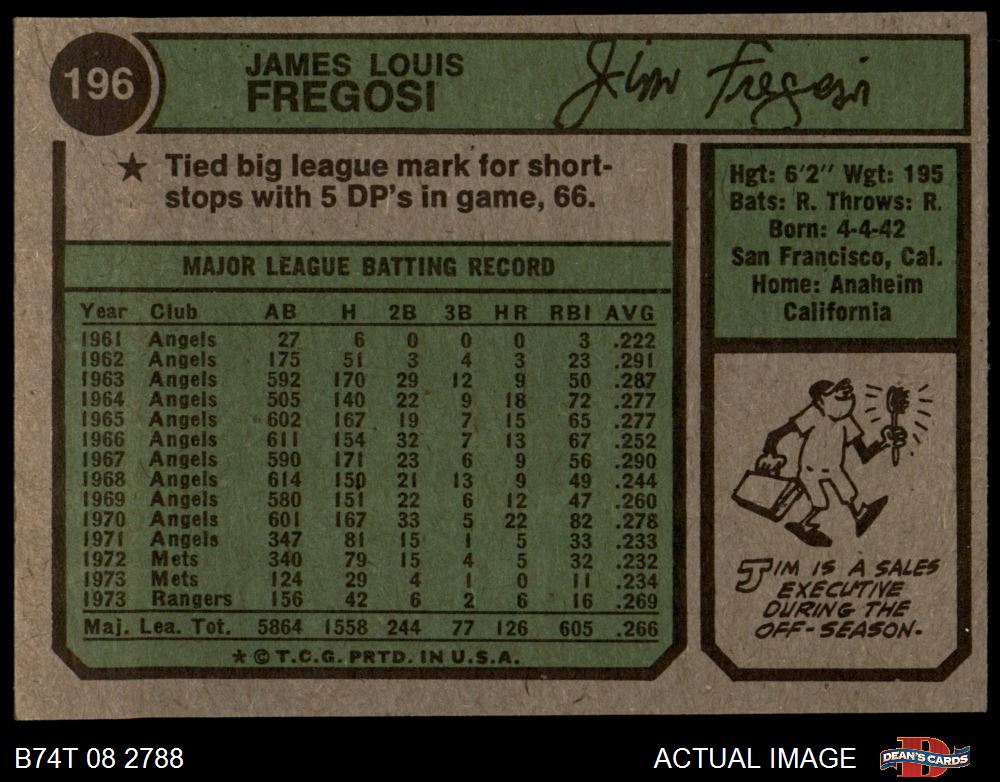 196
JAMES LOUIS
FREGOSI
Jim Fregosi
★ Tied big league mark for short-
stops with 5 DP's in game, 66.
MAJOR LEAGUE BATTING RECORD
Year Club AB H 2B 3B HR RBI AVG
1961 Angels 27 6 0 0 0 3 .222
1962 Angels 175 51 3 4 3 23 .291
1963 Angels 592 170 29 12 9 50 .287
1964 Angels 505 140 22 9 18 72 .277
1965 Angels 602 167 19 7 15 65 .277
1966 Angels 611 154 32 7 13 67 .252
1967 Angels 590 171 23 6 9 56 .290
1968 Angels 614 150 21 13 9 49 .244
1969 Angels 580 151 22 6 12 47 .260
1970 Angels 601 167 33 5 22 82 .278
1971 Angels 347 81 15 1 5 33 .233
1972 Mets 340 79 15 4 5 32 .232
1973 Mets 124 29 4 1 0 11 .234
1973 Rangers 156 42 6 2 6 16 .269
Maj. Lea. Tot. 5864 1558 244 77 126 605 .266
★ © T.C.G. PRTD. IN U.S.A.
Hgt: 6'2" Wgt: 195
Bats: R. Throws: R.
Born: 4-4-42
San Francisco, Cal.
Home: Anaheim
California
JIM IS A SALES
EXECUTIVE
DURING THE
OFF-SEASON.
B74T 08 2788
ACTUAL IMAGE
DEAN'S CARDS